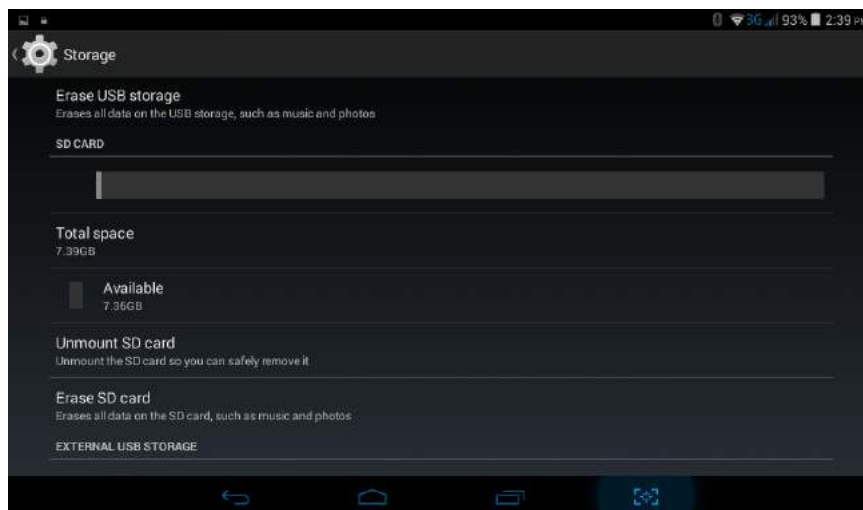 3G 93% 2:39 PM
Storage
Erase USB storage
Erases all data on the USB storage, such as music and photos
SD CARD
Total space
7.39GB
Available
7.36GB
Unmount SD card
Unmount the SD card so you can safely remove it
Erase SD card
Erases all data on the SD card, such as music and photos
EXTERNAL USB STORAGE